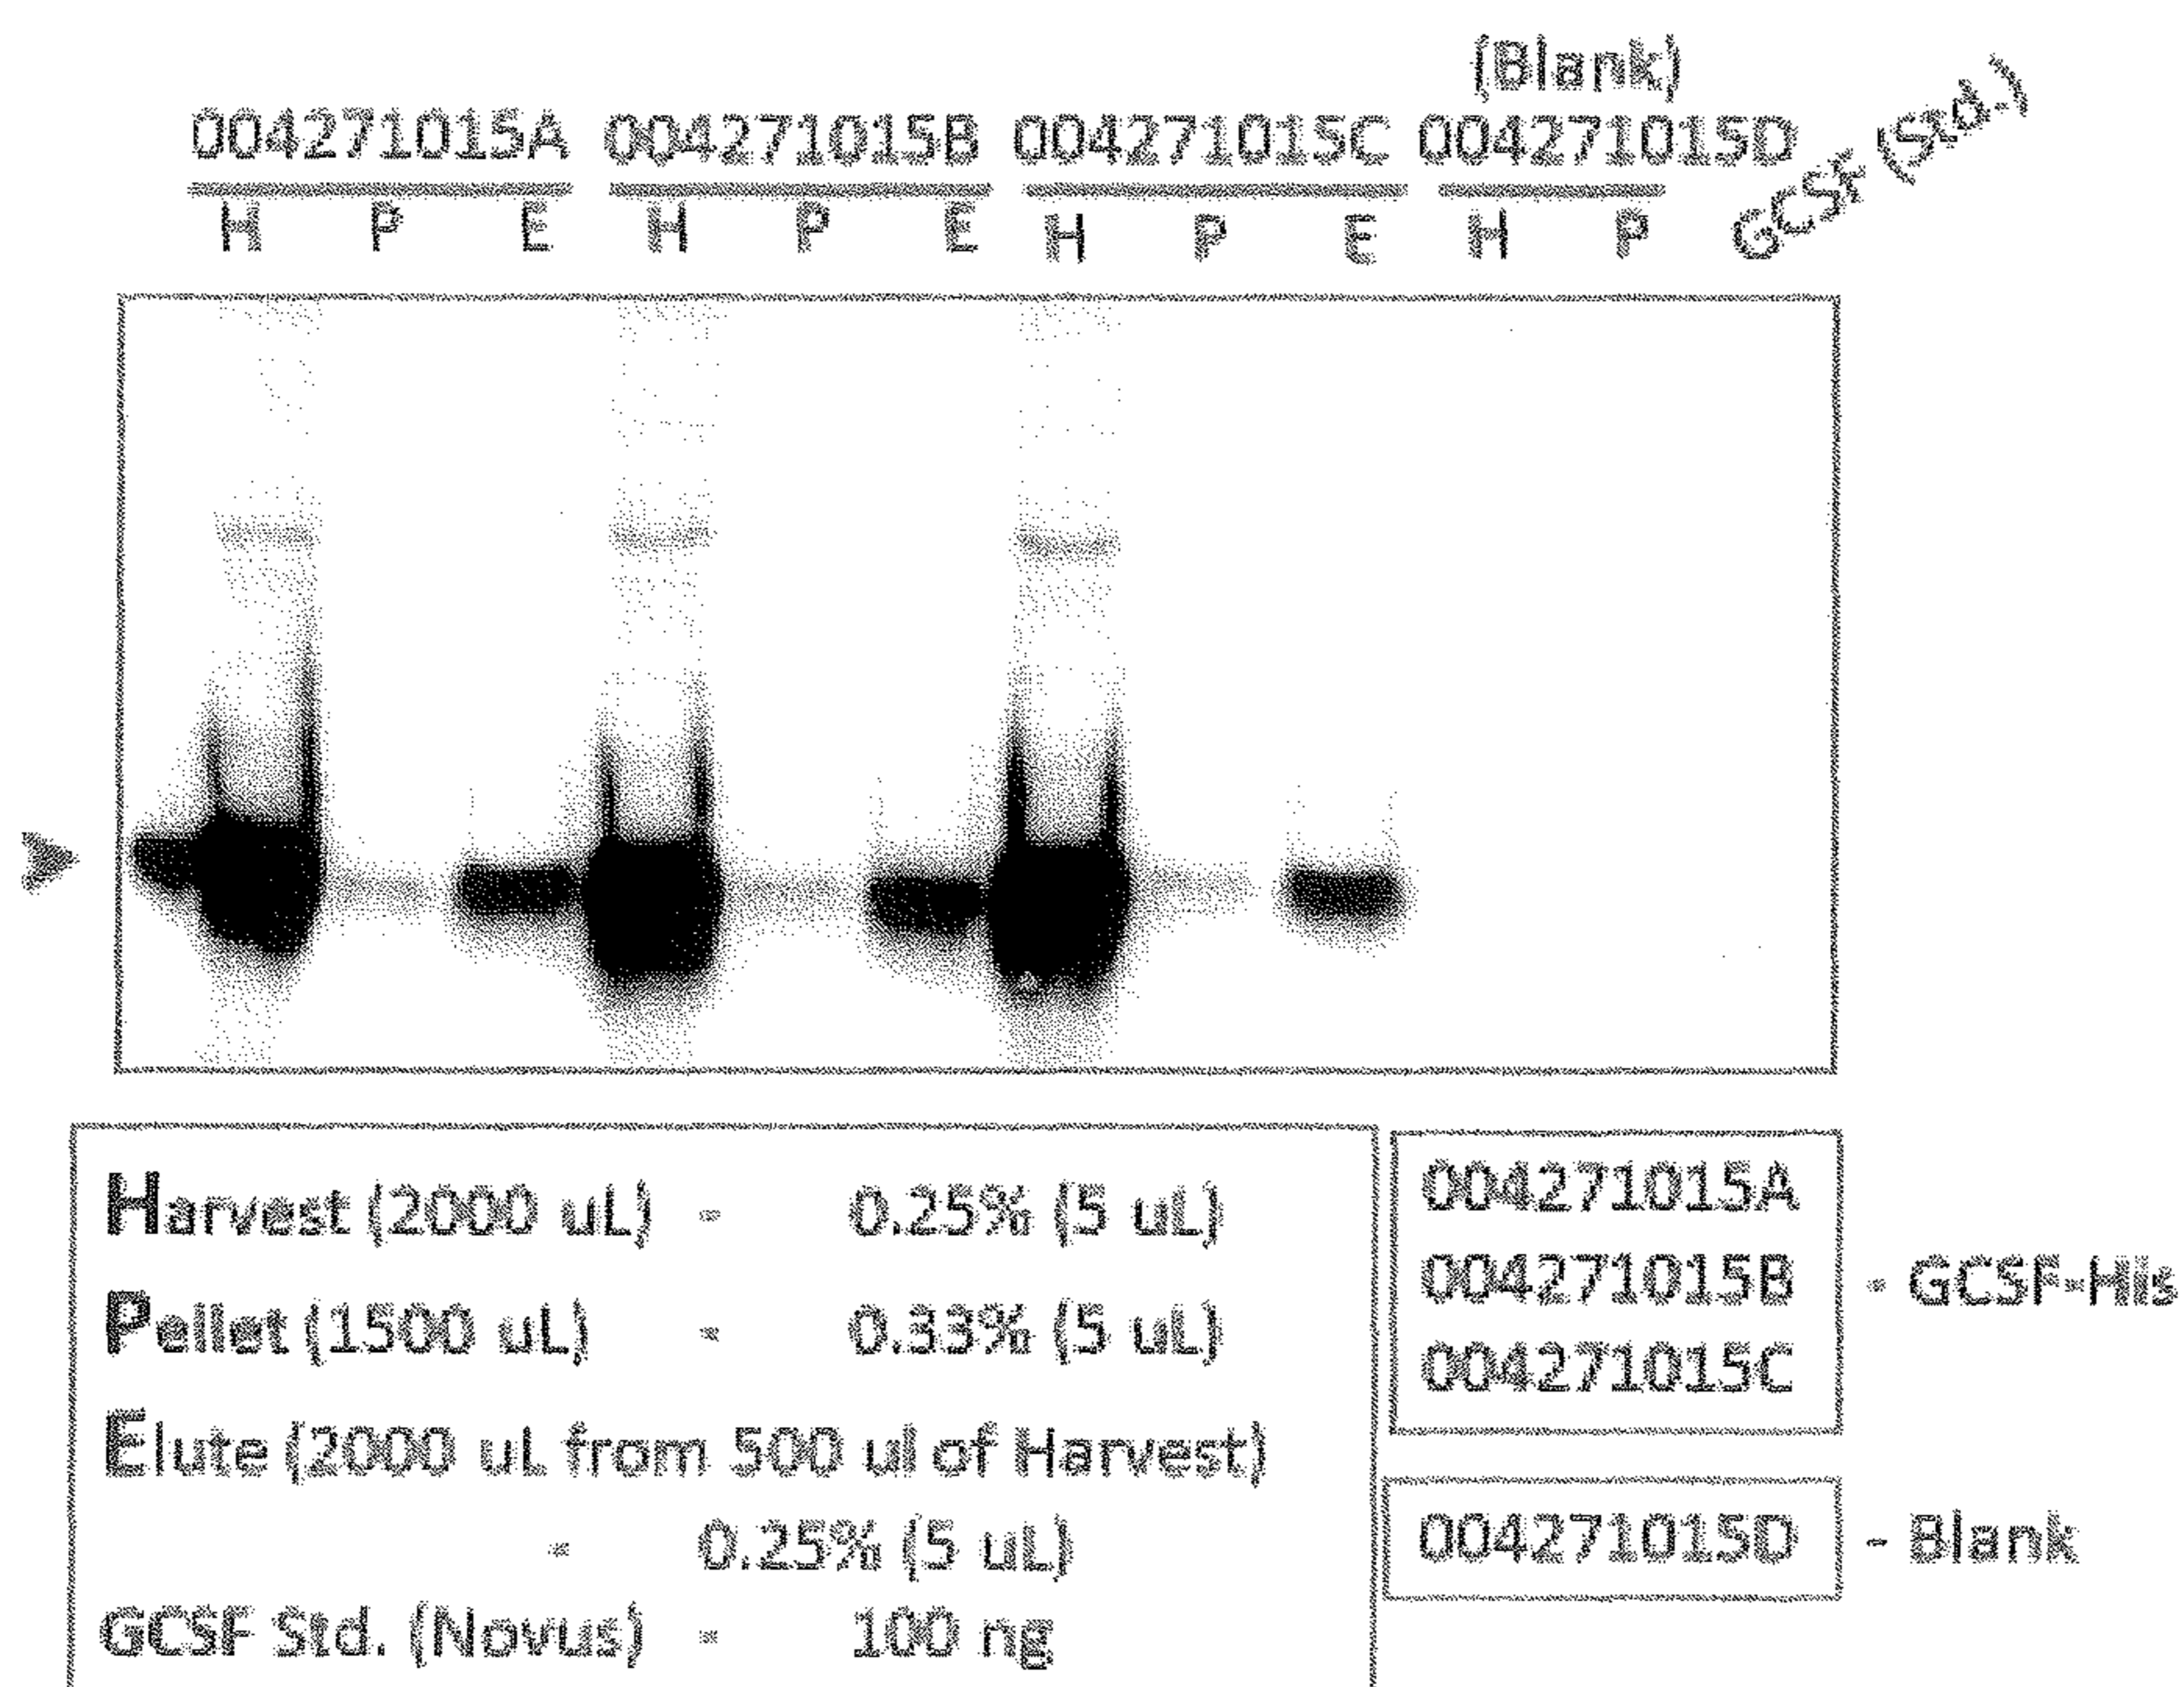 (Blank)
004271015A 004271015B 004271015C 004271015D GCSF (Std.)
H P E H P E H P E H P
Harvest (2000 uL) - 0.25% (5 uL)
Pellet (1500 uL) - 0.33% (5 uL)
Elute (2000 uL from 500 ul of Harvest)
- 0.25% (5 uL)
GCSF Std. (Novus) - 100 ng
004271015A
004271015B - GCSF-His
004271015C
004271015D - Blank